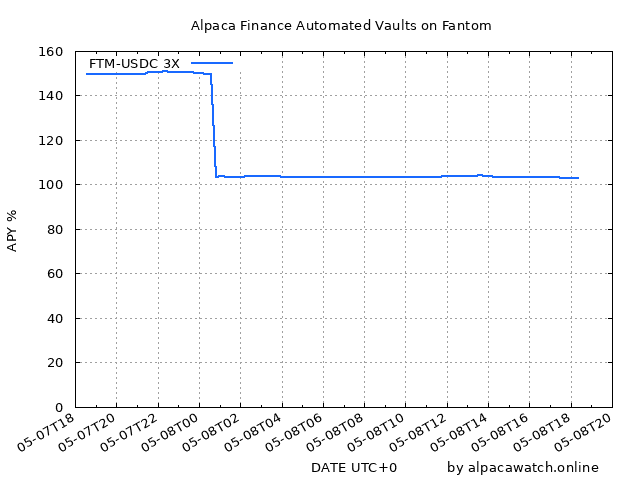 Alpaca Finance Automated Vaults on Fantom
FTM-USDC 3X
160
140
120
100
80
60
40
20
0
APY %
05-07T18
05-07T20
05-07T22
05-08T00
05-08T02
05-08T04
05-08T06
05-08T08
05-08T10
05-08T12
05-08T14
05-08T16
05-08T18
05-08T20
DATE UTC+0
by alpacawatch.online